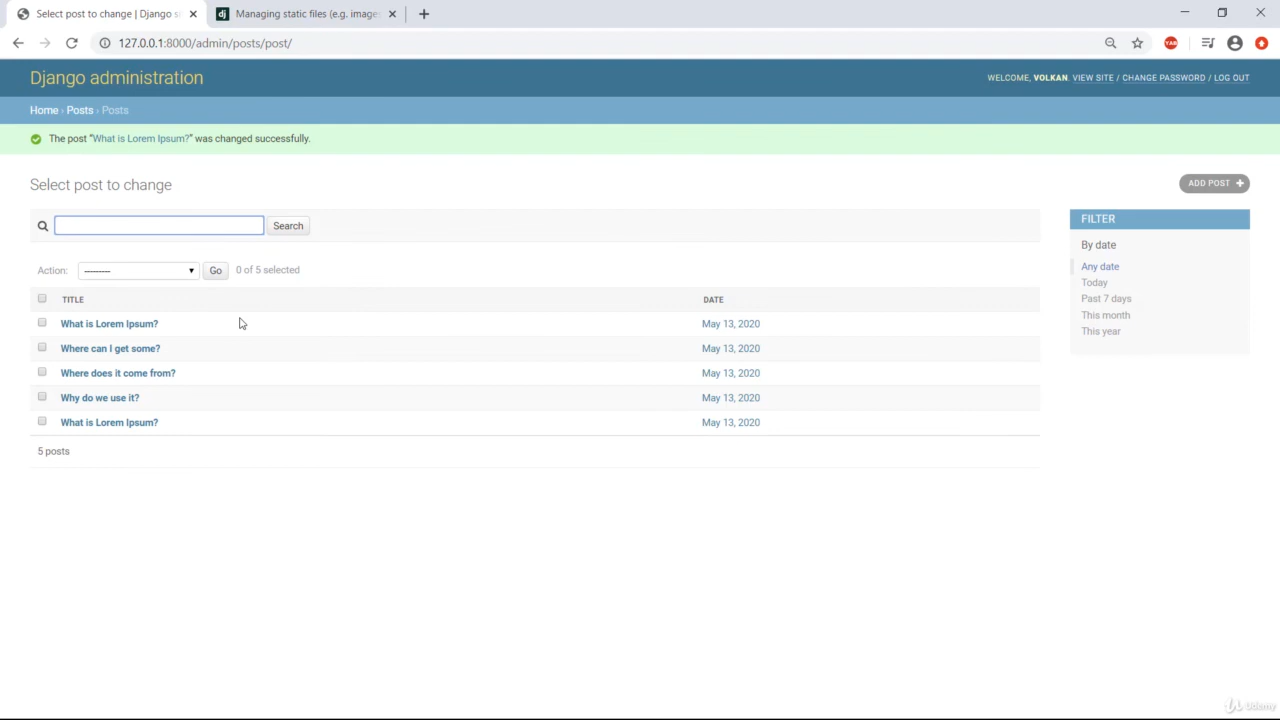 Select post to change | Django s
Managing static files (e.g. images
127.0.0.1:8000/admin/posts/post/
Django administration
WELCOME, VOLKAN. VIEW SITE / CHANGE PASSWORD / LOG OUT
Home › Posts › Posts
The post “What is Lorem Ipsum?” was changed successfully.
Select post to change
ADD POST +
Search
FILTER
By date
Any date
Today
Past 7 days
This month
This year
Action: --------- Go 0 of 5 selected
TITLE DATE
What is Lorem Ipsum? May 13, 2020
Where can I get some? May 13, 2020
Where does it come from? May 13, 2020
Why do we use it? May 13, 2020
What is Lorem Ipsum? May 13, 2020
5 posts
Udemy